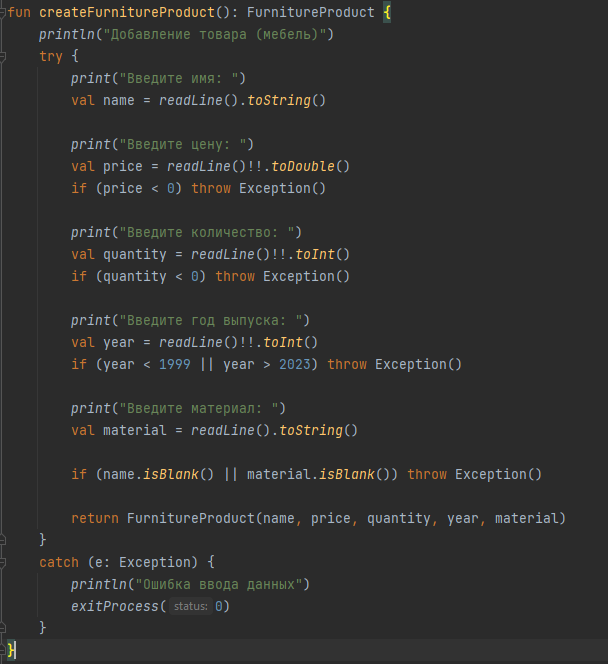 fun createFurnitureProduct(): FurnitureProduct {
    println("Добавление товара (мебель)")
    try {
        print("Введите имя: ")
        val name = readLine().toString()

        print("Введите цену: ")
        val price = readLine()!!.toDouble()
        if (price < 0) throw Exception()

        print("Введите количество: ")
        val quantity = readLine()!!.toInt()
        if (quantity < 0) throw Exception()

        print("Введите год выпуска: ")
        val year = readLine()!!.toInt()
        if (year < 1999 || year > 2023) throw Exception()

        print("Введите материал: ")
        val material = readLine().toString()

        if (name.isBlank() || material.isBlank()) throw Exception()

        return FurnitureProduct(name, price, quantity, year, material)
    }
    catch (e: Exception) {
        println("Ошибка ввода данных")
        exitProcess( status: 0)
    }
}